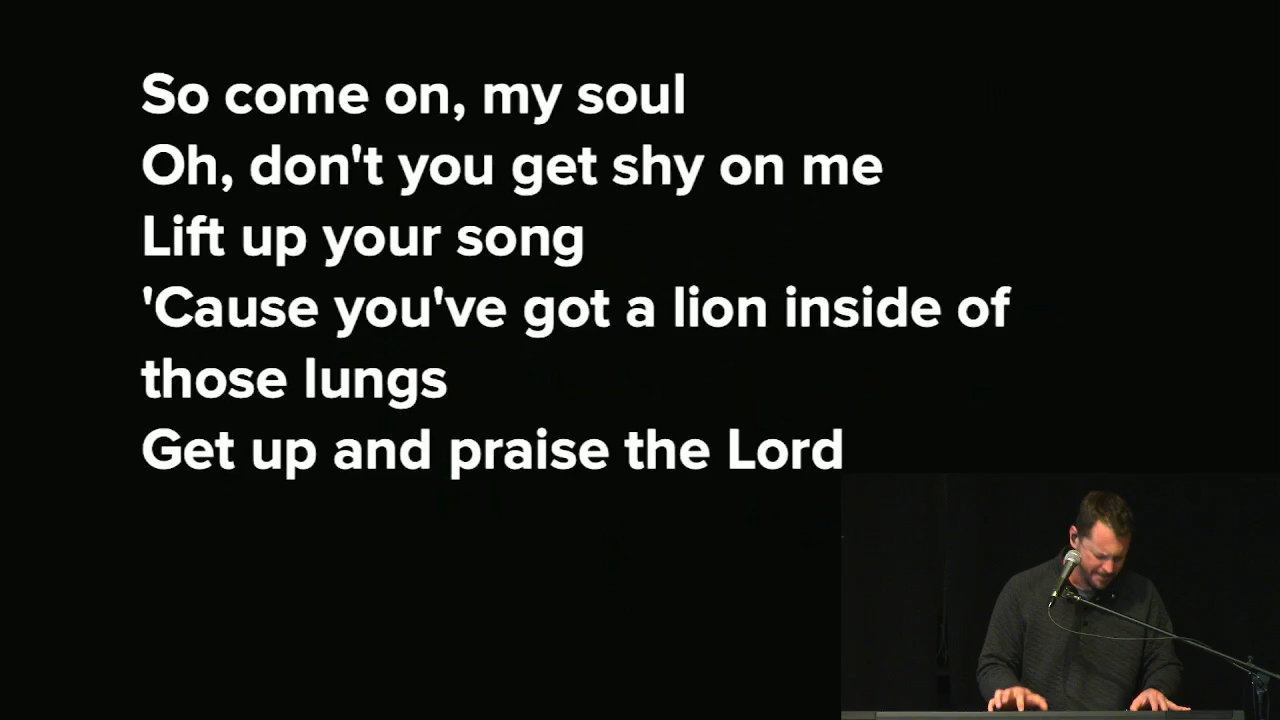 So come on, my soul
Oh, don't you get shy on me
Lift up your song
'Cause you've got a lion inside of
those lungs
Get up and praise the Lord